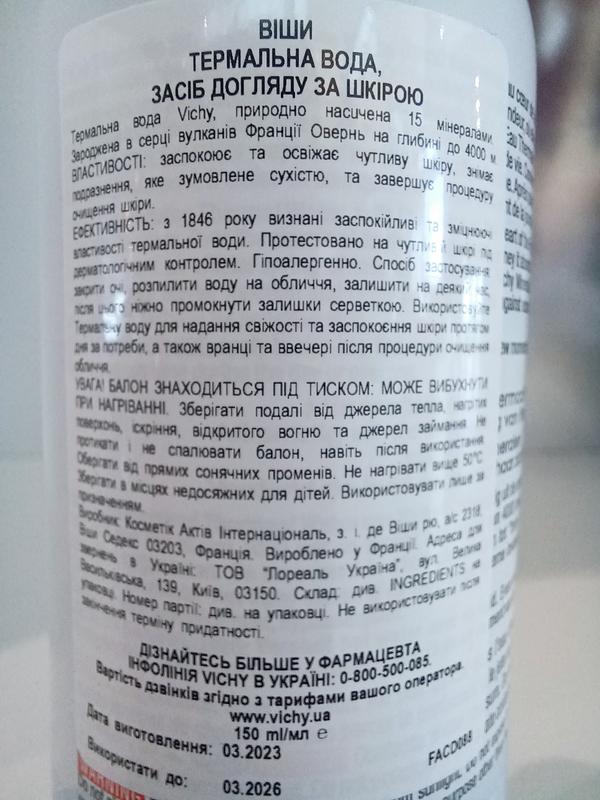 ВІШИ
ТЕРМАЛЬНА ВОДА,
ЗАСІБ ДОГЛЯДУ ЗА ШКІРОЮ
Термальна вода Vichy, природно насичена 15 мінералами.
Зароджена в серці вулканів Франції Овернь на глибині до 4000 м
ВЛАСТИВОСТІ: заспокоює та освіжає чутливу шкіру, знімає
подразнення, яке зумовлене сухістю, та завершує процедуру
очищення шкіри.
ЕФЕКТИВНІСТЬ: з 1846 року визнані заспокійливі та зміцнюючі
властивості термальної води. Протестовано на чутливій шкірі під
дерматологічним контролем. Гіпоалергенно. Спосіб застосування:
закрити очі, розпилити воду на обличчя, залишити на деякий час,
після цього ніжно промокнути залишки серветкою. Використовуйте
Термальну воду для надання свіжості та заспокоєння шкіри протягом
дня за потреби, а також вранці та ввечері після процедури очищення
обличчя.
УВАГА! БАЛОН ЗНАХОДИТЬСЯ ПІД ТИСКОМ: МОЖЕ ВИБУХНУТИ
ПРИ НАГРІВАННІ. Зберігати подалі від джерела тепла, нагрітих
поверхонь, іскріння, відкритого вогню та джерел займання. Не
протикати і не спалювати балон, навіть після використання.
Оберігати від прямих сонячних променів. Не нагрівати вище 50°C.
Зберігати в місцях недосяжних для дітей. Використовувати лише за
призначенням.
Виробник: Косметік Актів Інтернаціональ, з. і. де Віши рю, а/с 2318,
Віши Седекс 03203, Франція. Вироблено у Франції. Адреса для
звернень в Україні: ТОВ "Лореаль Україна", вул. Велика
Васильківська, 139, Київ, 03150. Склад: див. INGREDIENTS на
упаковці. Номер партії: див. на упаковці. Не використовувати після
закінчення терміну придатності.
ДІЗНАЙТЕСЬ БІЛЬШЕ У ФАРМАЦЕВТА
ІНФОЛІНІЯ VICHY В УКРАЇНІ: 0-800-500-085.
Вартість дзвінків згідно з тарифами вашого оператора.
www.vichy.ua
150 ml/мл ℮
Дата виготовлення: 03.2023
Використати до: 03.2026
FACD088
WARNING